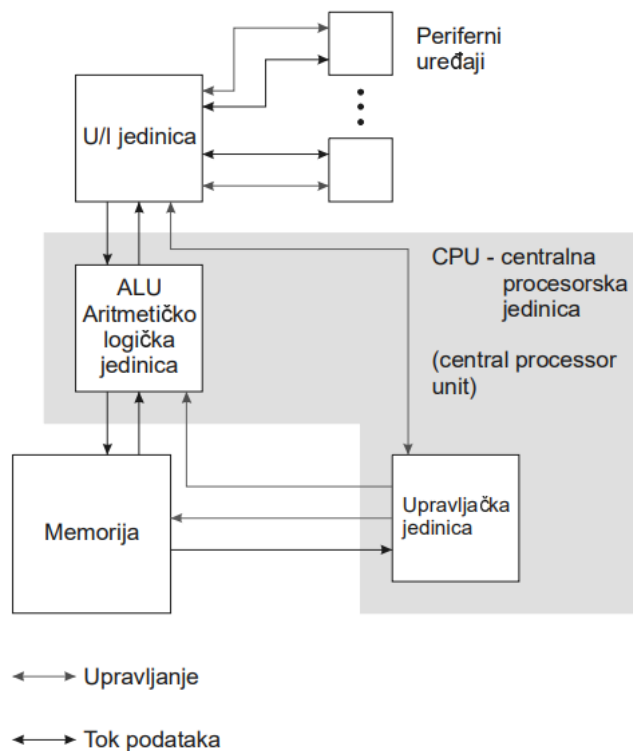 Periferni
uređaji
U/I jedinica
CPU - centralna
procesorska
jedinica
(central processor
unit)
ALU
Aritmetičko
logička
jedinica
Memorija
Upravljačka
jedinica
Upravljanje
Tok podataka